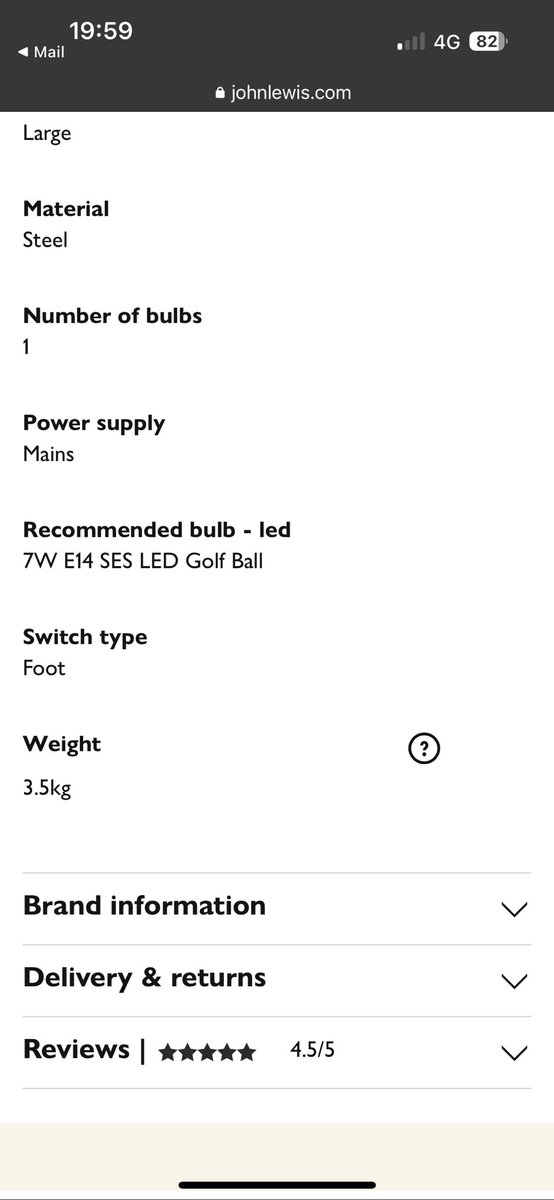 19:59
◀ Mail
4G 82
johnlewis.com
Large
Material
Steel
Number of bulbs
1
Power supply
Mains
Recommended bulb - led
7W E14 SES LED Golf Ball
Switch type
Foot
Weight
?
3.5kg
Brand information
Delivery & returns
Reviews | ★★★★★ 4.5/5